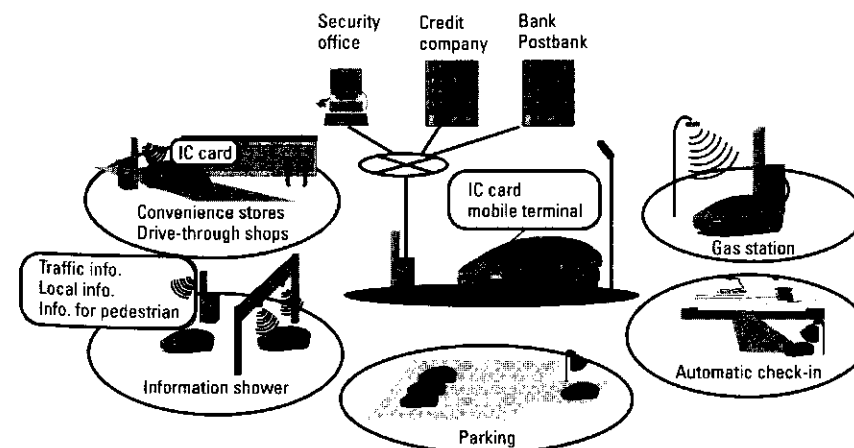 Security
office
Credit
company
Bank
Postbank
IC card
Convenience stores
Drive-through shops
IC card
mobile terminal
Gas station
Traffic info.
Local info.
Info. for pedestrian
Information shower
Automatic check-in
Parking